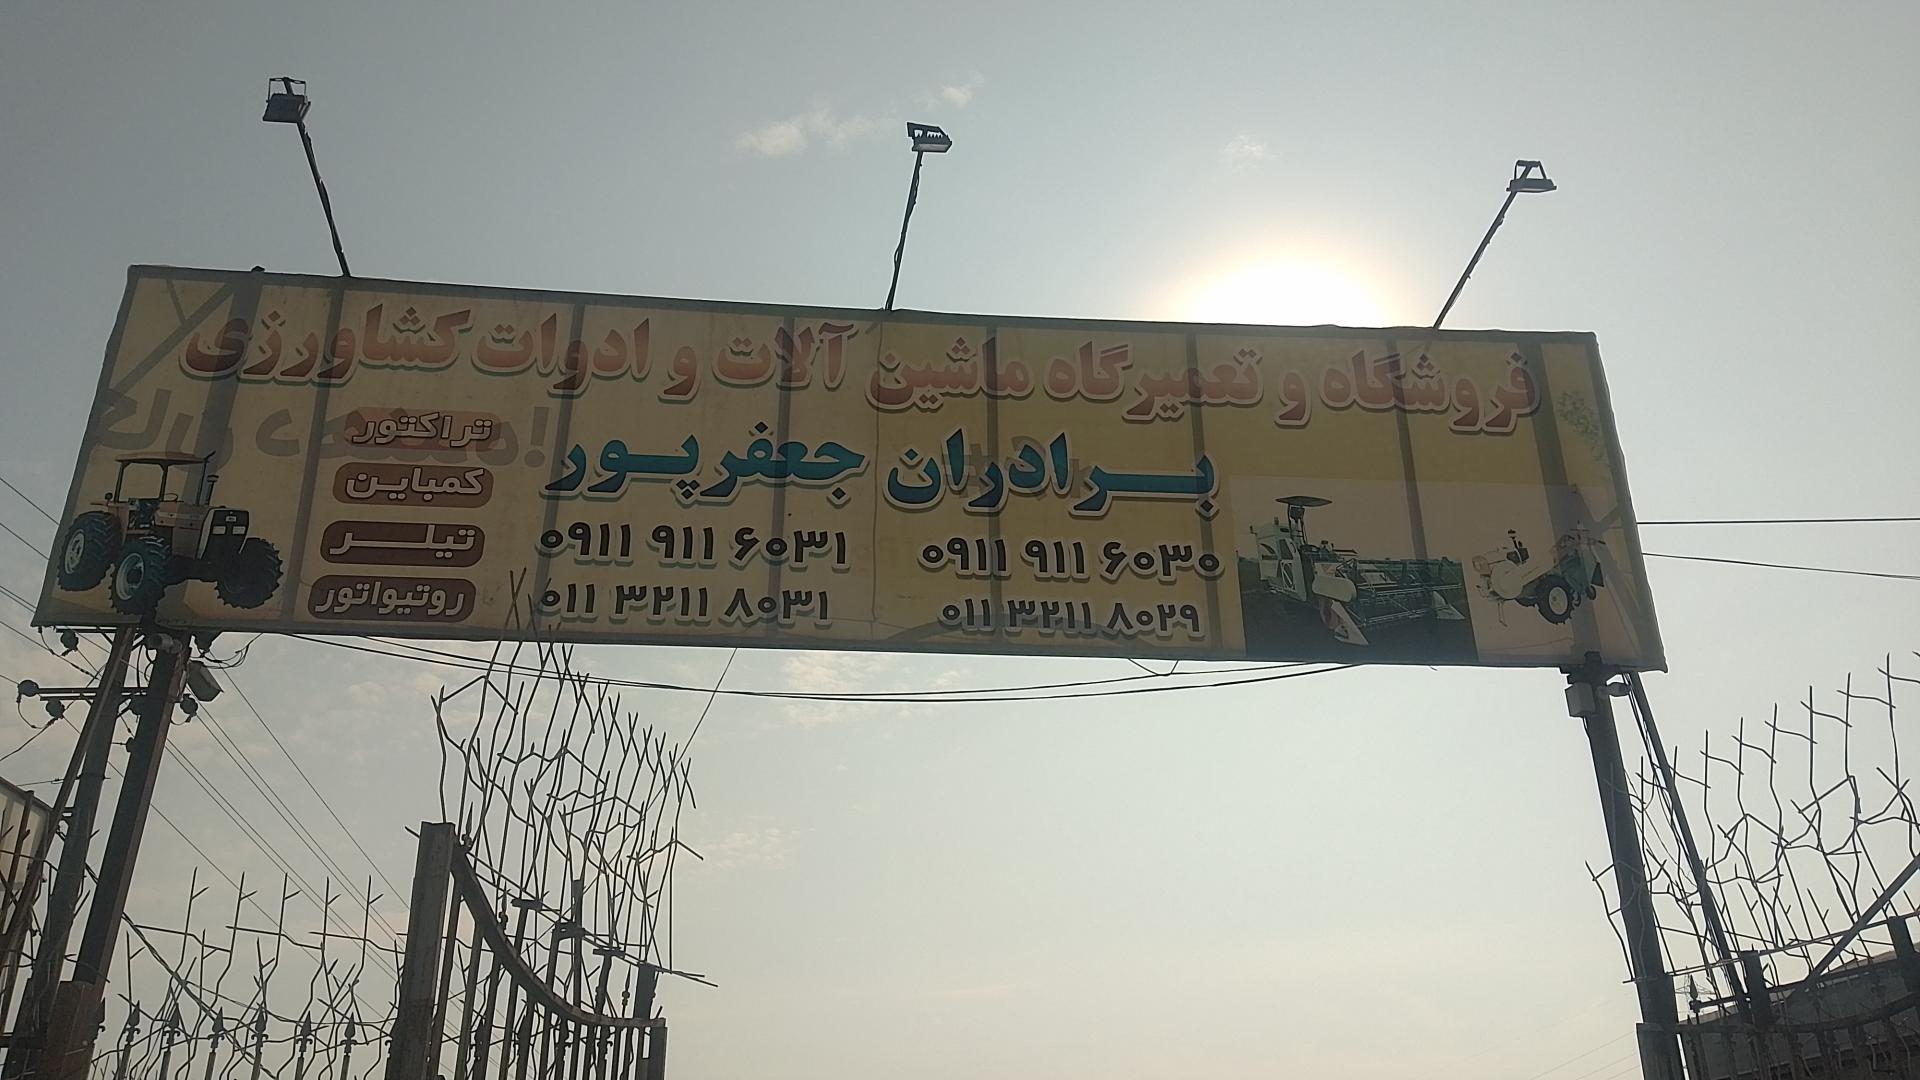 فروشگاه و تعمیرگاه ماشین آلات و ادوات کشاورزی
برادران جعفرپور
۰۹۱۱ ۹۱۱ ۶۰۳۰
۰۹۱۱ ۹۱۱ ۶۰۳۱
۰۱۱ ۳۲۱۱ ۸۰۲۹
۰۱۱ ۳۲۱۱ ۸۰۳۱
تراکتور
کمباین
تیلر
روتیواتور